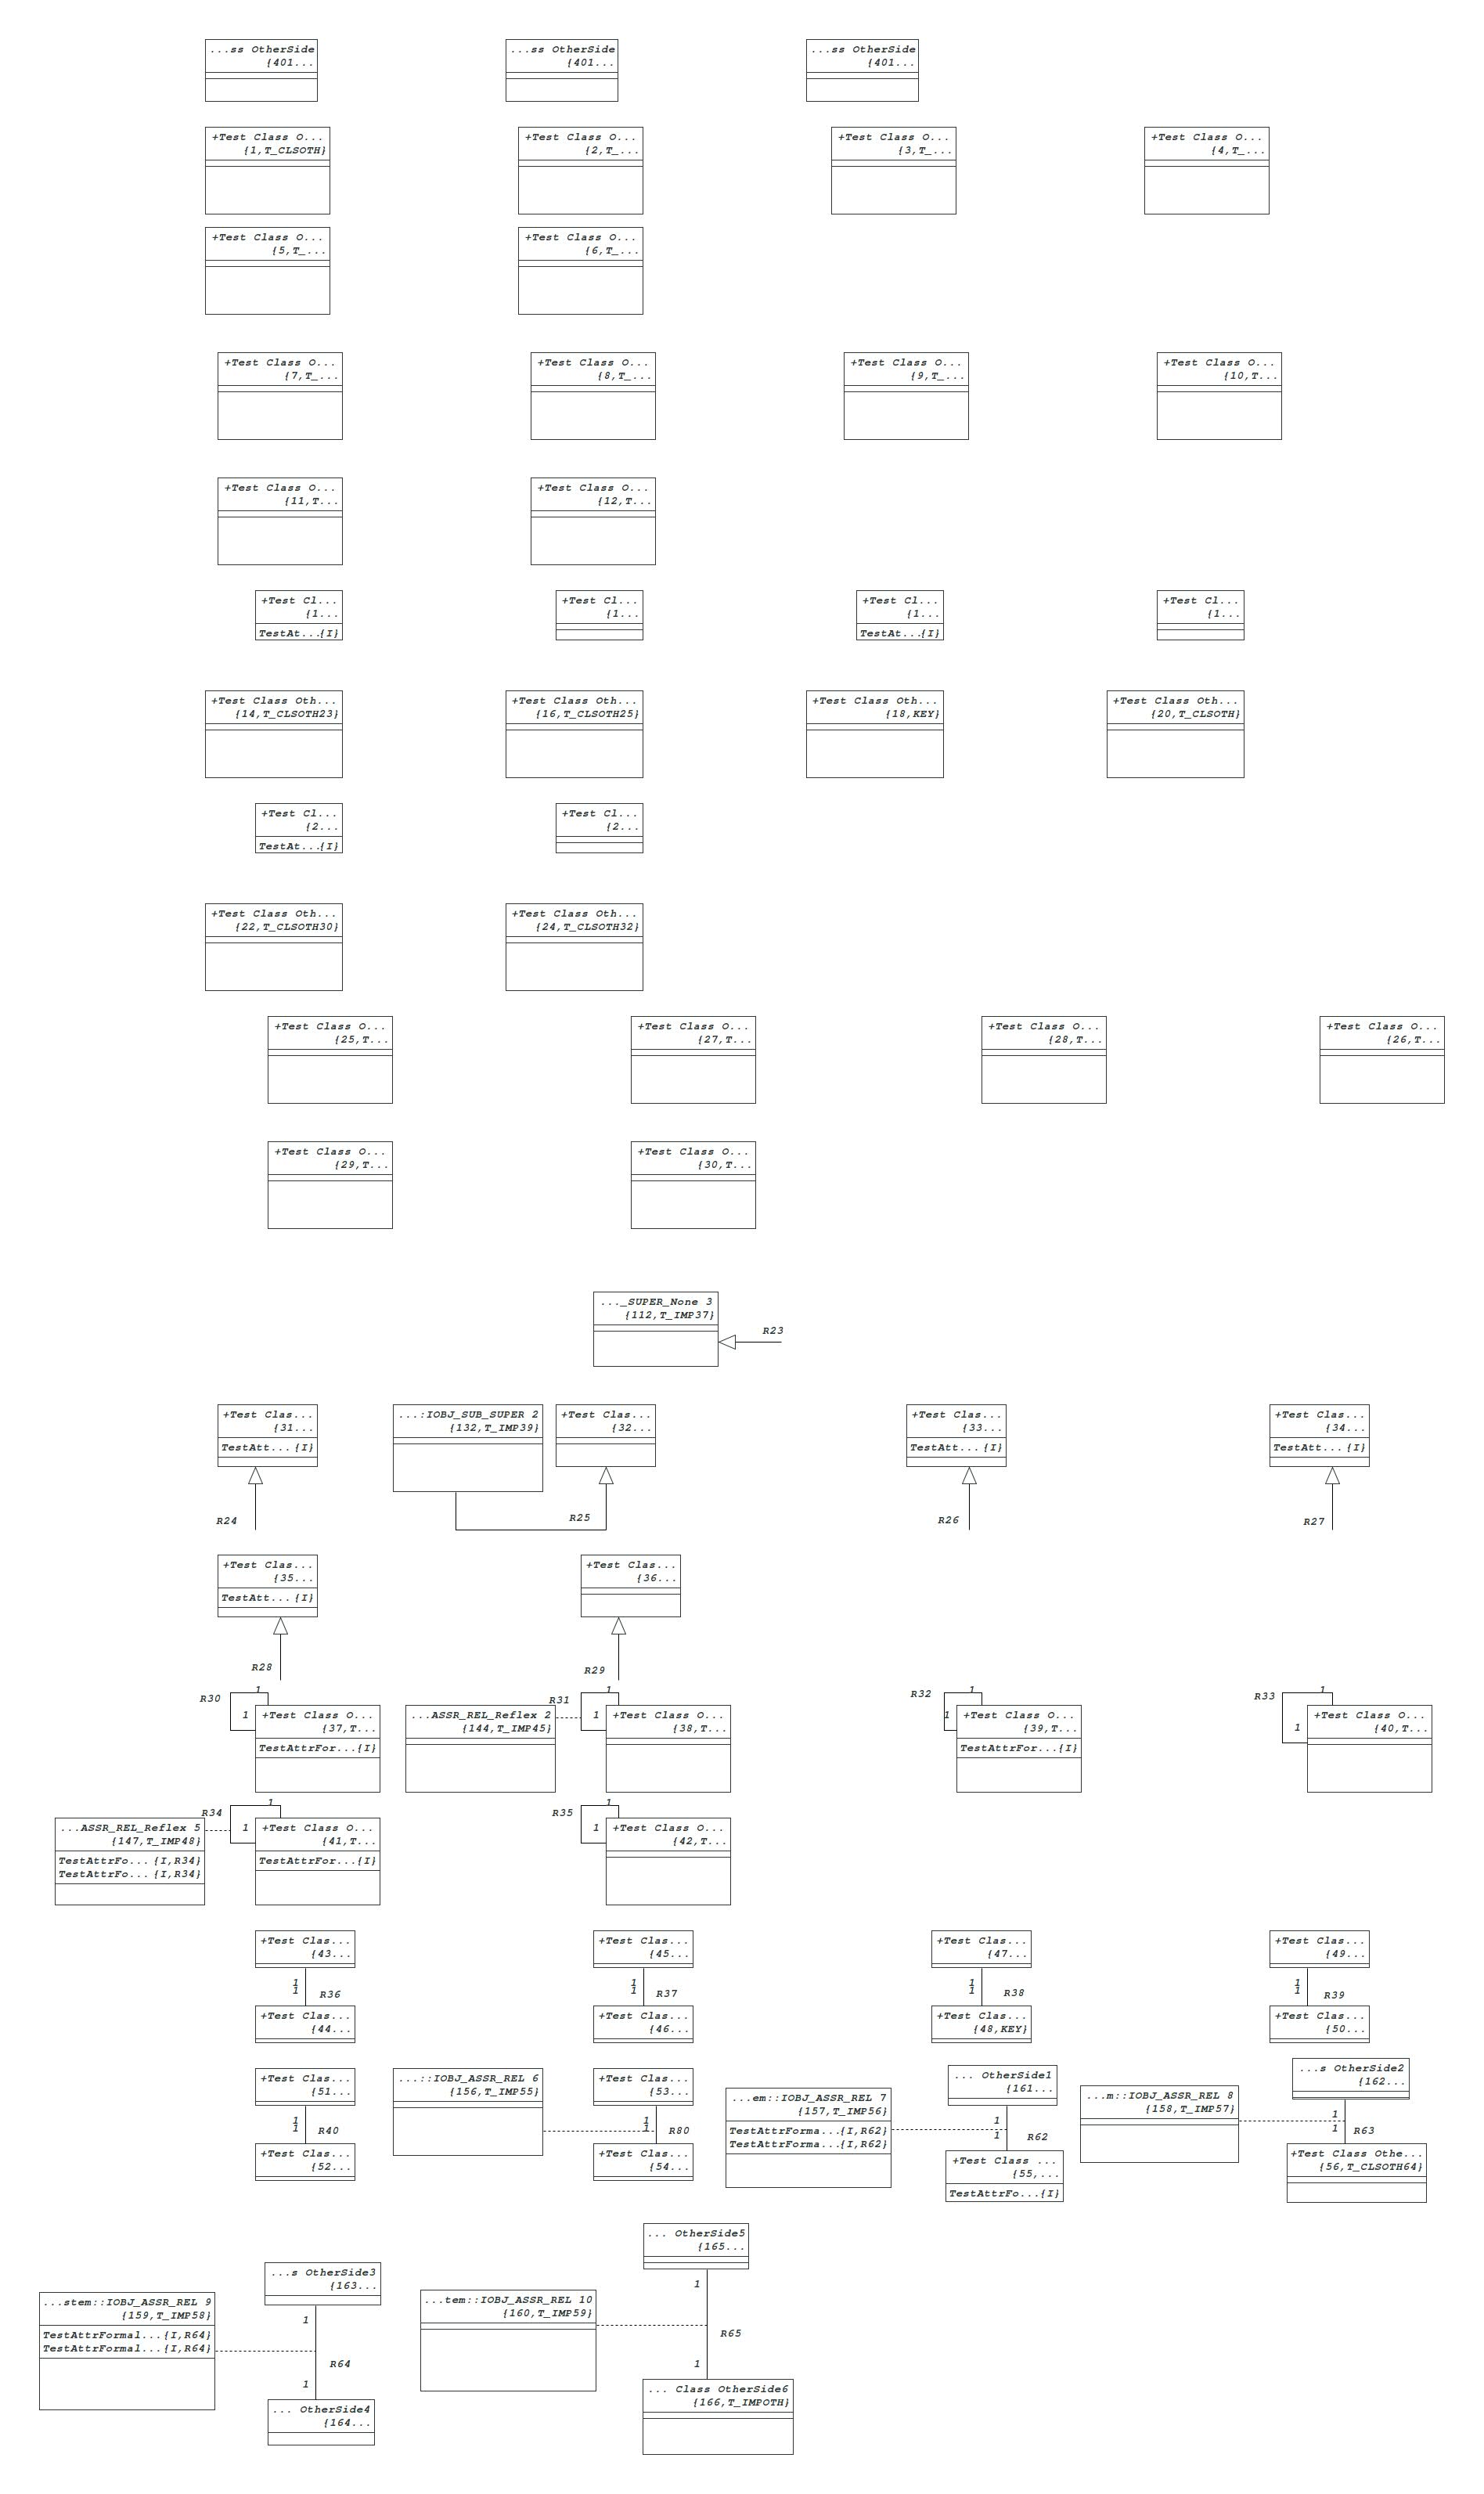 ...ss OtherSide
{401...
...ss OtherSide
{401...
...ss OtherSide
{401...
+Test Class O...
{1,T_CLSOTH}
+Test Class O...
{2,T_...
+Test Class O...
{3,T_...
+Test Class O...
{4,T_...
+Test Class O...
{5,T_...
+Test Class O...
{6,T_...
+Test Class O...
{7,T_...
+Test Class O...
{8,T_...
+Test Class O...
{9,T_...
+Test Class O...
{10,T...
+Test Class O...
{11,T...
+Test Class O...
{12,T...
+Test Cl...
{1...
TestAt...{I}
+Test Cl...
{1...
+Test Cl...
{1...
TestAt...{I}
+Test Cl...
{1...
+Test Class Oth...
{14,T_CLSOTH23}
+Test Class Oth...
{16,T_CLSOTH25}
+Test Class Oth...
{18,KEY}
+Test Class Oth...
{20,T_CLSOTH}
+Test Cl...
{2...
TestAt...{I}
+Test Cl...
{2...
+Test Class Oth...
{22,T_CLSOTH30}
+Test Class Oth...
{24,T_CLSOTH32}
+Test Class O...
{25,T...
+Test Class O...
{27,T...
+Test Class O...
{28,T...
+Test Class O...
{26,T...
+Test Class O...
{29,T...
+Test Class O...
{30,T...
..._SUPER_None 3
{112,T_IMP37}
R23
+Test Clas...
{31...
TestAtt... {I}
R24
...:IOBJ_SUB_SUPER 2
{132,T_IMP39}
+Test Clas...
{32...
R25
+Test Clas...
{33...
TestAtt... {I}
R26
+Test Clas...
{34...
TestAtt... {I}
R27
+Test Clas...
{35...
TestAtt... {I}
R28
+Test Clas...
{36...
R29
R30
1
1
+Test Class O...
{37,T...
TestAttrFor...{I}
...ASSR_REL_Reflex 2
{144,T_IMP45}
R31
1
1
+Test Class O...
{38,T...
R32
1
1
+Test Class O...
{39,T...
TestAttrFor...{I}
R33
1
1
+Test Class O...
{40,T...
...ASSR_REL_Reflex 5
{147,T_IMP48}
TestAttrFo... {I,R34}
TestAttrFo... {I,R34}
R34
1
1
+Test Class O...
{41,T...
TestAttrFor...{I}
R35
1
1
+Test Class O...
{42,T...
+Test Clas...
{43...
1
1
R36
+Test Clas...
{44...
+Test Clas...
{45...
1
1
R37
+Test Clas...
{46...
+Test Clas...
{47...
1
1
R38
+Test Clas...
{48,KEY}
+Test Clas...
{49...
1
1
R39
+Test Clas...
{50...
+Test Clas...
{51...
1
1
R40
+Test Clas...
{52...
...::IOBJ_ASSR_REL 6
{156,T_IMP55}
+Test Clas...
{53...
1
1
R80
+Test Clas...
{54...
...em::IOBJ_ASSR_REL 7
{157,T_IMP56}
TestAttrForma...{I,R62}
TestAttrForma...{I,R62}
... OtherSide1
{161...
1
1
R62
+Test Class ...
{55,...
TestAttrFo...{I}
...m::IOBJ_ASSR_REL 8
{158,T_IMP57}
...s OtherSide2
{162...
1
1
R63
+Test Class Othe...
{56,T_CLSOTH64}
...stem::IOBJ_ASSR_REL 9
{159,T_IMP58}
TestAttrFormal...{I,R64}
TestAttrFormal...{I,R64}
...s OtherSide3
{163...
1
R64
1
... OtherSide4
{164...
...tem::IOBJ_ASSR_REL 10
{160,T_IMP59}
... OtherSide5
{165...
1
R65
1
... Class OtherSide6
{166,T_IMPOTH}